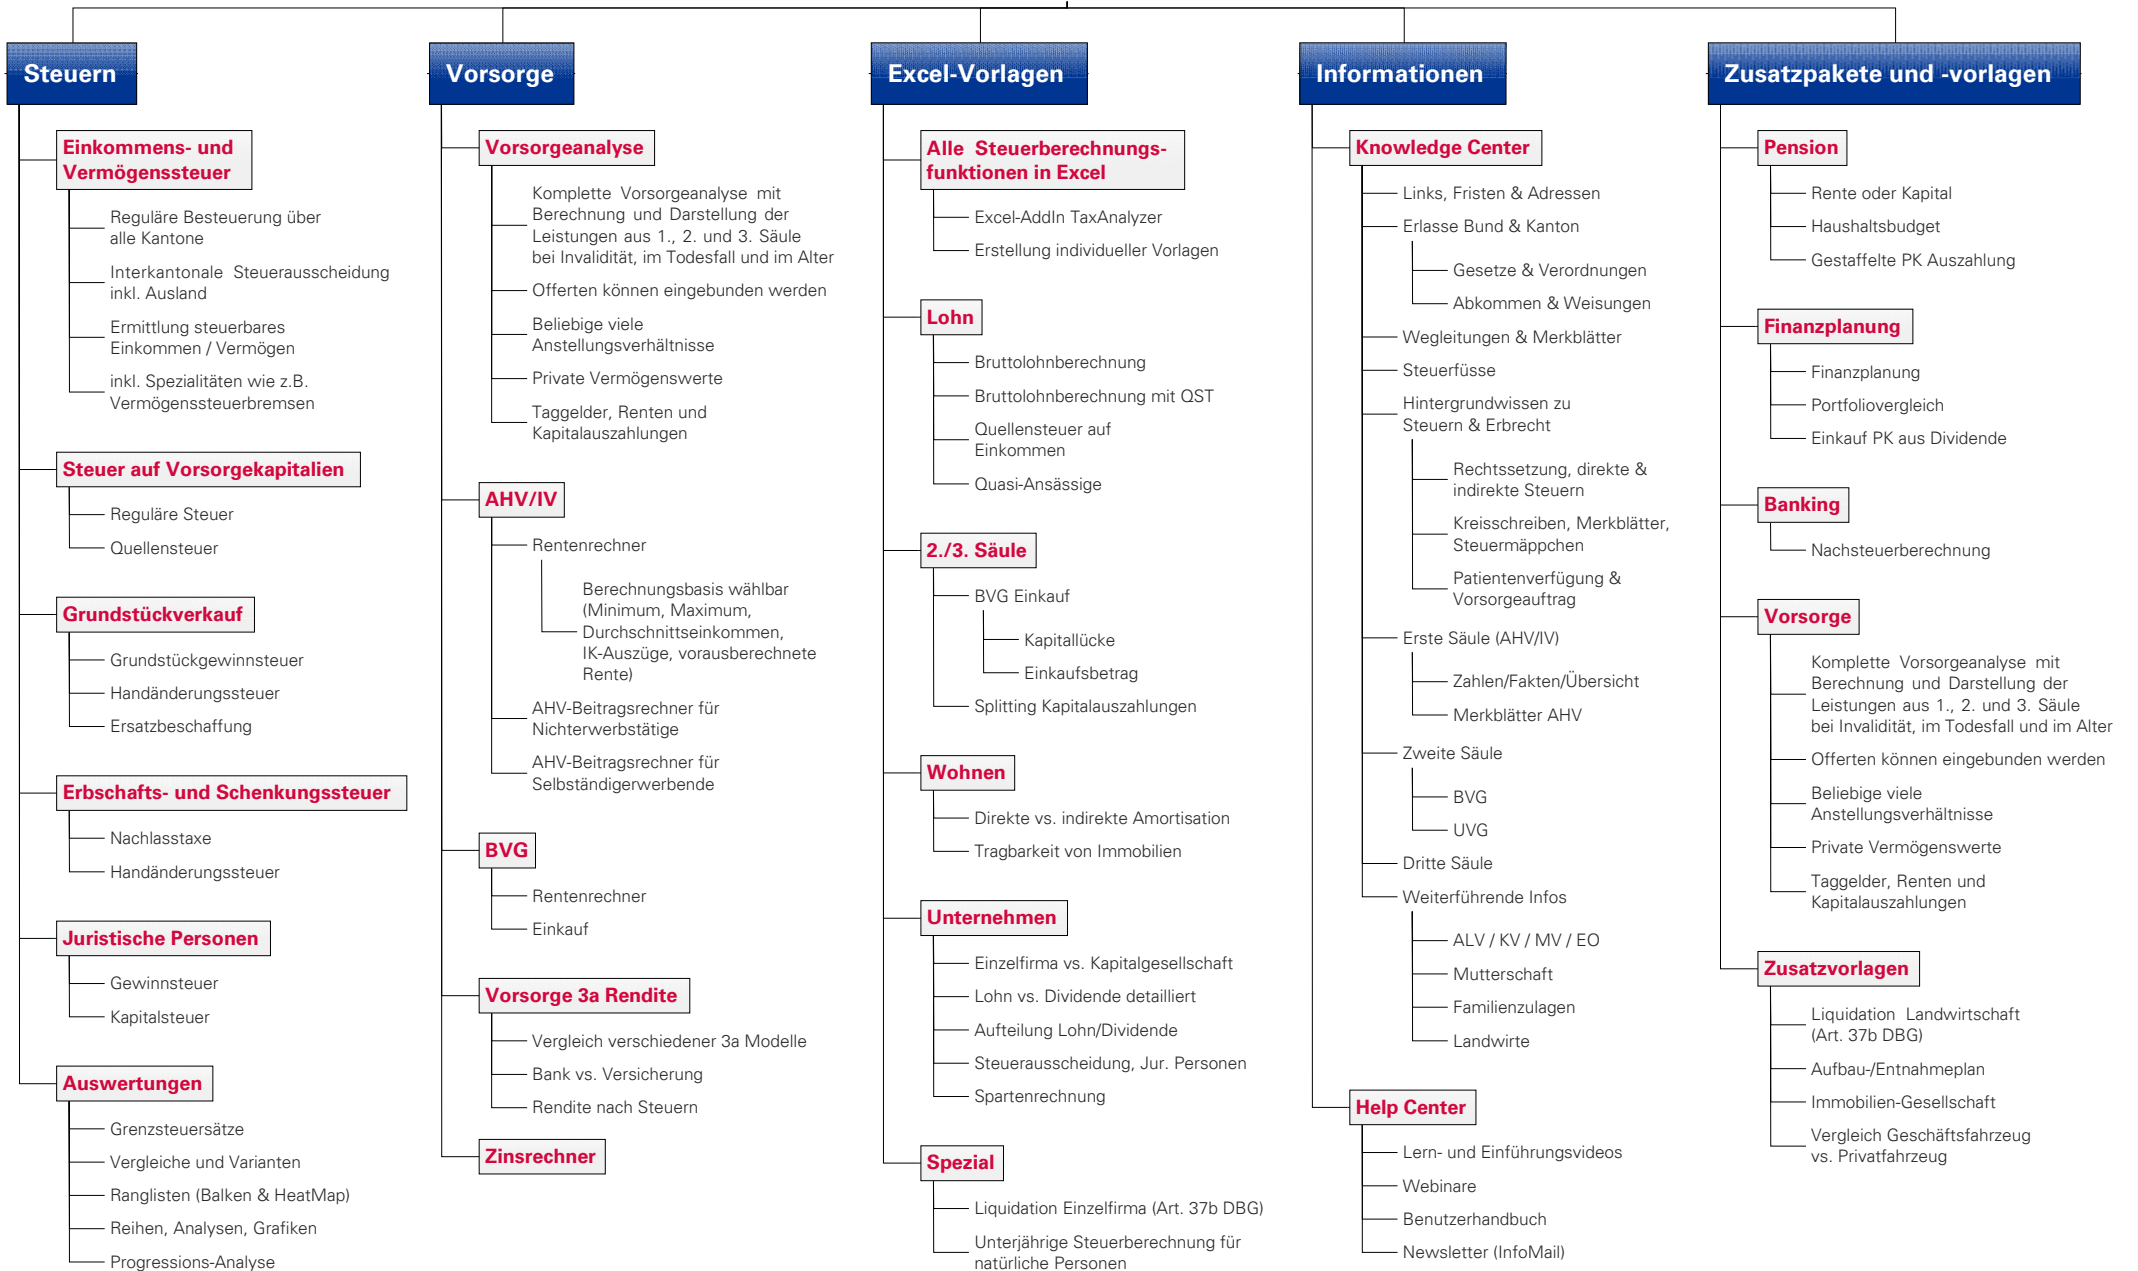 Steuern
Einkommens- und
Vermögenssteuer
Reguläre Besteuerung über
alle Kantone
Interkantonale Steuerausscheidung
inkl. Ausland
Ermittlung steuerbares
Einkommen / Vermögen
inkl. Spezialitäten wie z.B.
Vermögenssteuerbremsen
Steuer auf Vorsorgekapitalien
Reguläre Steuer
Quellensteuer
Grundstückverkauf
Grundstückgewinnsteuer
Handänderungssteuer
Ersatzbeschaffung
Erbschafts- und Schenkungssteuer
Nachlasstaxe
Handänderungssteuer
Juristische Personen
Gewinnsteuer
Kapitalsteuer
Auswertungen
Grenzsteuersätze
Vergleiche und Varianten
Ranglisten (Balken & HeatMap)
Reihen, Analysen, Grafiken
Progressions-Analyse
Vorsorge
Vorsorgeanalyse
Komplette Vorsorgeanalyse mit
Berechnung und Darstellung der
Leistungen aus 1., 2. und 3. Säule
bei Invalidität, im Todesfall und im Alter
Offerten können eingebunden werden
Beliebige viele
Anstellungsverhältnisse
Private Vermögenswerte
Taggelder, Renten und
Kapitalauszahlungen
AHV/IV
Rentenrechner
Berechnungsbasis wählbar
(Minimum, Maximum,
Durchschnittseinkommen,
IK-Auszüge, vorausberechnete
Rente)
AHV-Beitragsrechner für
Nichterwerbstätige
AHV-Beitragsrechner für
Selbständigerwerbende
BVG
Rentenrechner
Einkauf
Vorsorge 3a Rendite
Vergleich verschiedener 3a Modelle
Bank vs. Versicherung
Rendite nach Steuern
Zinsrechner
Excel-Vorlagen
Alle Steuerberechnungs-
funktionen in Excel
Excel-AddIn TaxAnalyzer
Erstellung individueller Vorlagen
Lohn
Bruttolohnberechnung
Bruttolohnberechnung mit QST
Quellensteuer auf
Einkommen
Quasi-Ansässige
2./3. Säule
BVG Einkauf
Kapitallücke
Einkaufsbetrag
Splitting Kapitalauszahlungen
Wohnen
Direkte vs. indirekte Amortisation
Tragbarkeit von Immobilien
Unternehmen
Einzelfirma vs. Kapitalgesellschaft
Lohn vs. Dividende detailliert
Aufteilung Lohn/Dividende
Steuerausscheidung, Jur. Personen
Spartenrechnung
Spezial
Liquidation Einzelfirma (Art. 37b DBG)
Unterjährige Steuerberechnung für
natürliche Personen
Informationen
Knowledge Center
Links, Fristen & Adressen
Erlasse Bund & Kanton
Gesetze & Verordnungen
Abkommen & Weisungen
Wegleitungen & Merkblätter
Steuerfüsse
Hintergrundwissen zu
Steuern & Erbrecht
Rechtssetzung, direkte &
indirekte Steuern
Kreisschreiben, Merkblätter,
Steuermäppchen
Patientenverfügung &
Vorsorgeauftrag
Erste Säule (AHV/IV)
Zahlen/Fakten/Übersicht
Merkblätter AHV
Zweite Säule
BVG
UVG
Dritte Säule
Weiterführende Infos
ALV / KV / MV / EO
Mutterschaft
Familienzulagen
Landwirte
Help Center
Lern- und Einführungsvideos
Webinare
Benutzerhandbuch
Newsletter (InfoMail)
Zusatzpakete und -vorlagen
Pension
Rente oder Kapital
Haushaltsbudget
Gestaffelte PK Auszahlung
Finanzplanung
Finanzplanung
Portfoliovergleich
Einkauf PK aus Dividende
Banking
Nachsteuerberechnung
Vorsorge
Komplette Vorsorgeanalyse mit
Berechnung und Darstellung der
Leistungen aus 1., 2. und 3. Säule
bei Invalidität, im Todesfall und im Alter
Offerten können eingebunden werden
Beliebige viele
Anstellungsverhältnisse
Private Vermögenswerte
Taggelder, Renten und
Kapitalauszahlungen
Zusatzvorlagen
Liquidation Landwirtschaft
(Art. 37b DBG)
Aufbau-/Entnahmeplan
Immobilien-Gesellschaft
Vergleich Geschäftsfahrzeug
vs. Privatfahrzeug